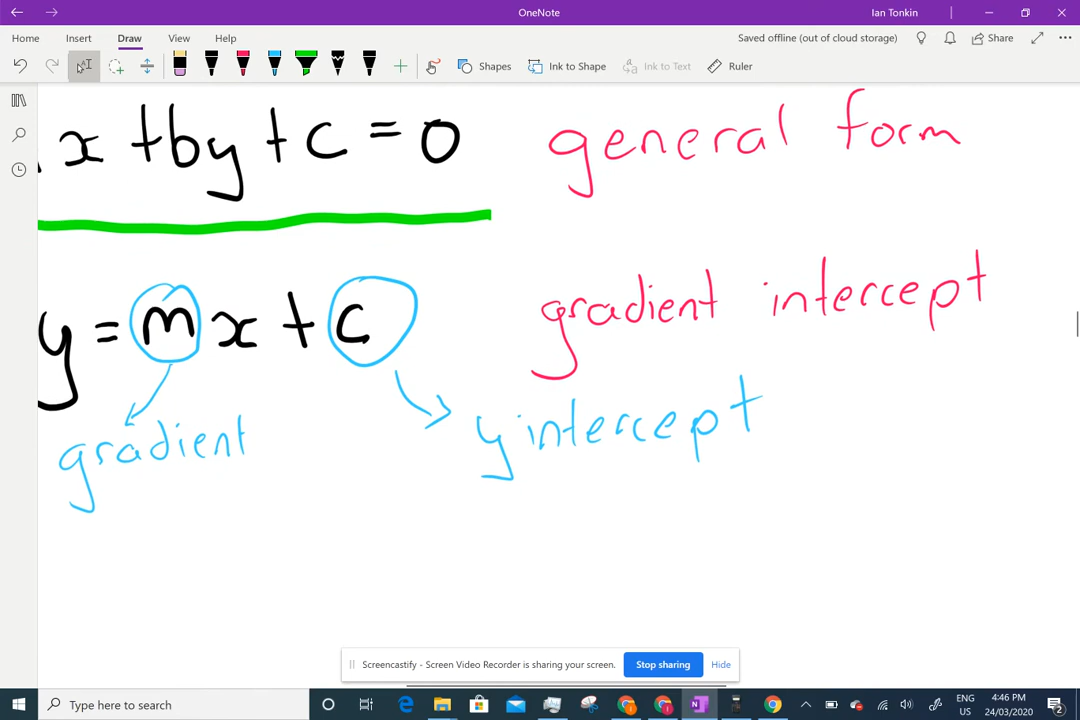 OneNote
Ian Tonkin
Home Insert Draw View Help
Saved offline (out of cloud storage)
Share
Shapes
Ink to Shape
Ink to Text
Ruler
x + by + c = 0 general form
y = mx + c gradient intercept
gradient y intercept
Screencastify - Screen Video Recorder is sharing your screen. Stop sharing Hide
Type here to search
ENG
US
4:46 PM
24/03/2020
2